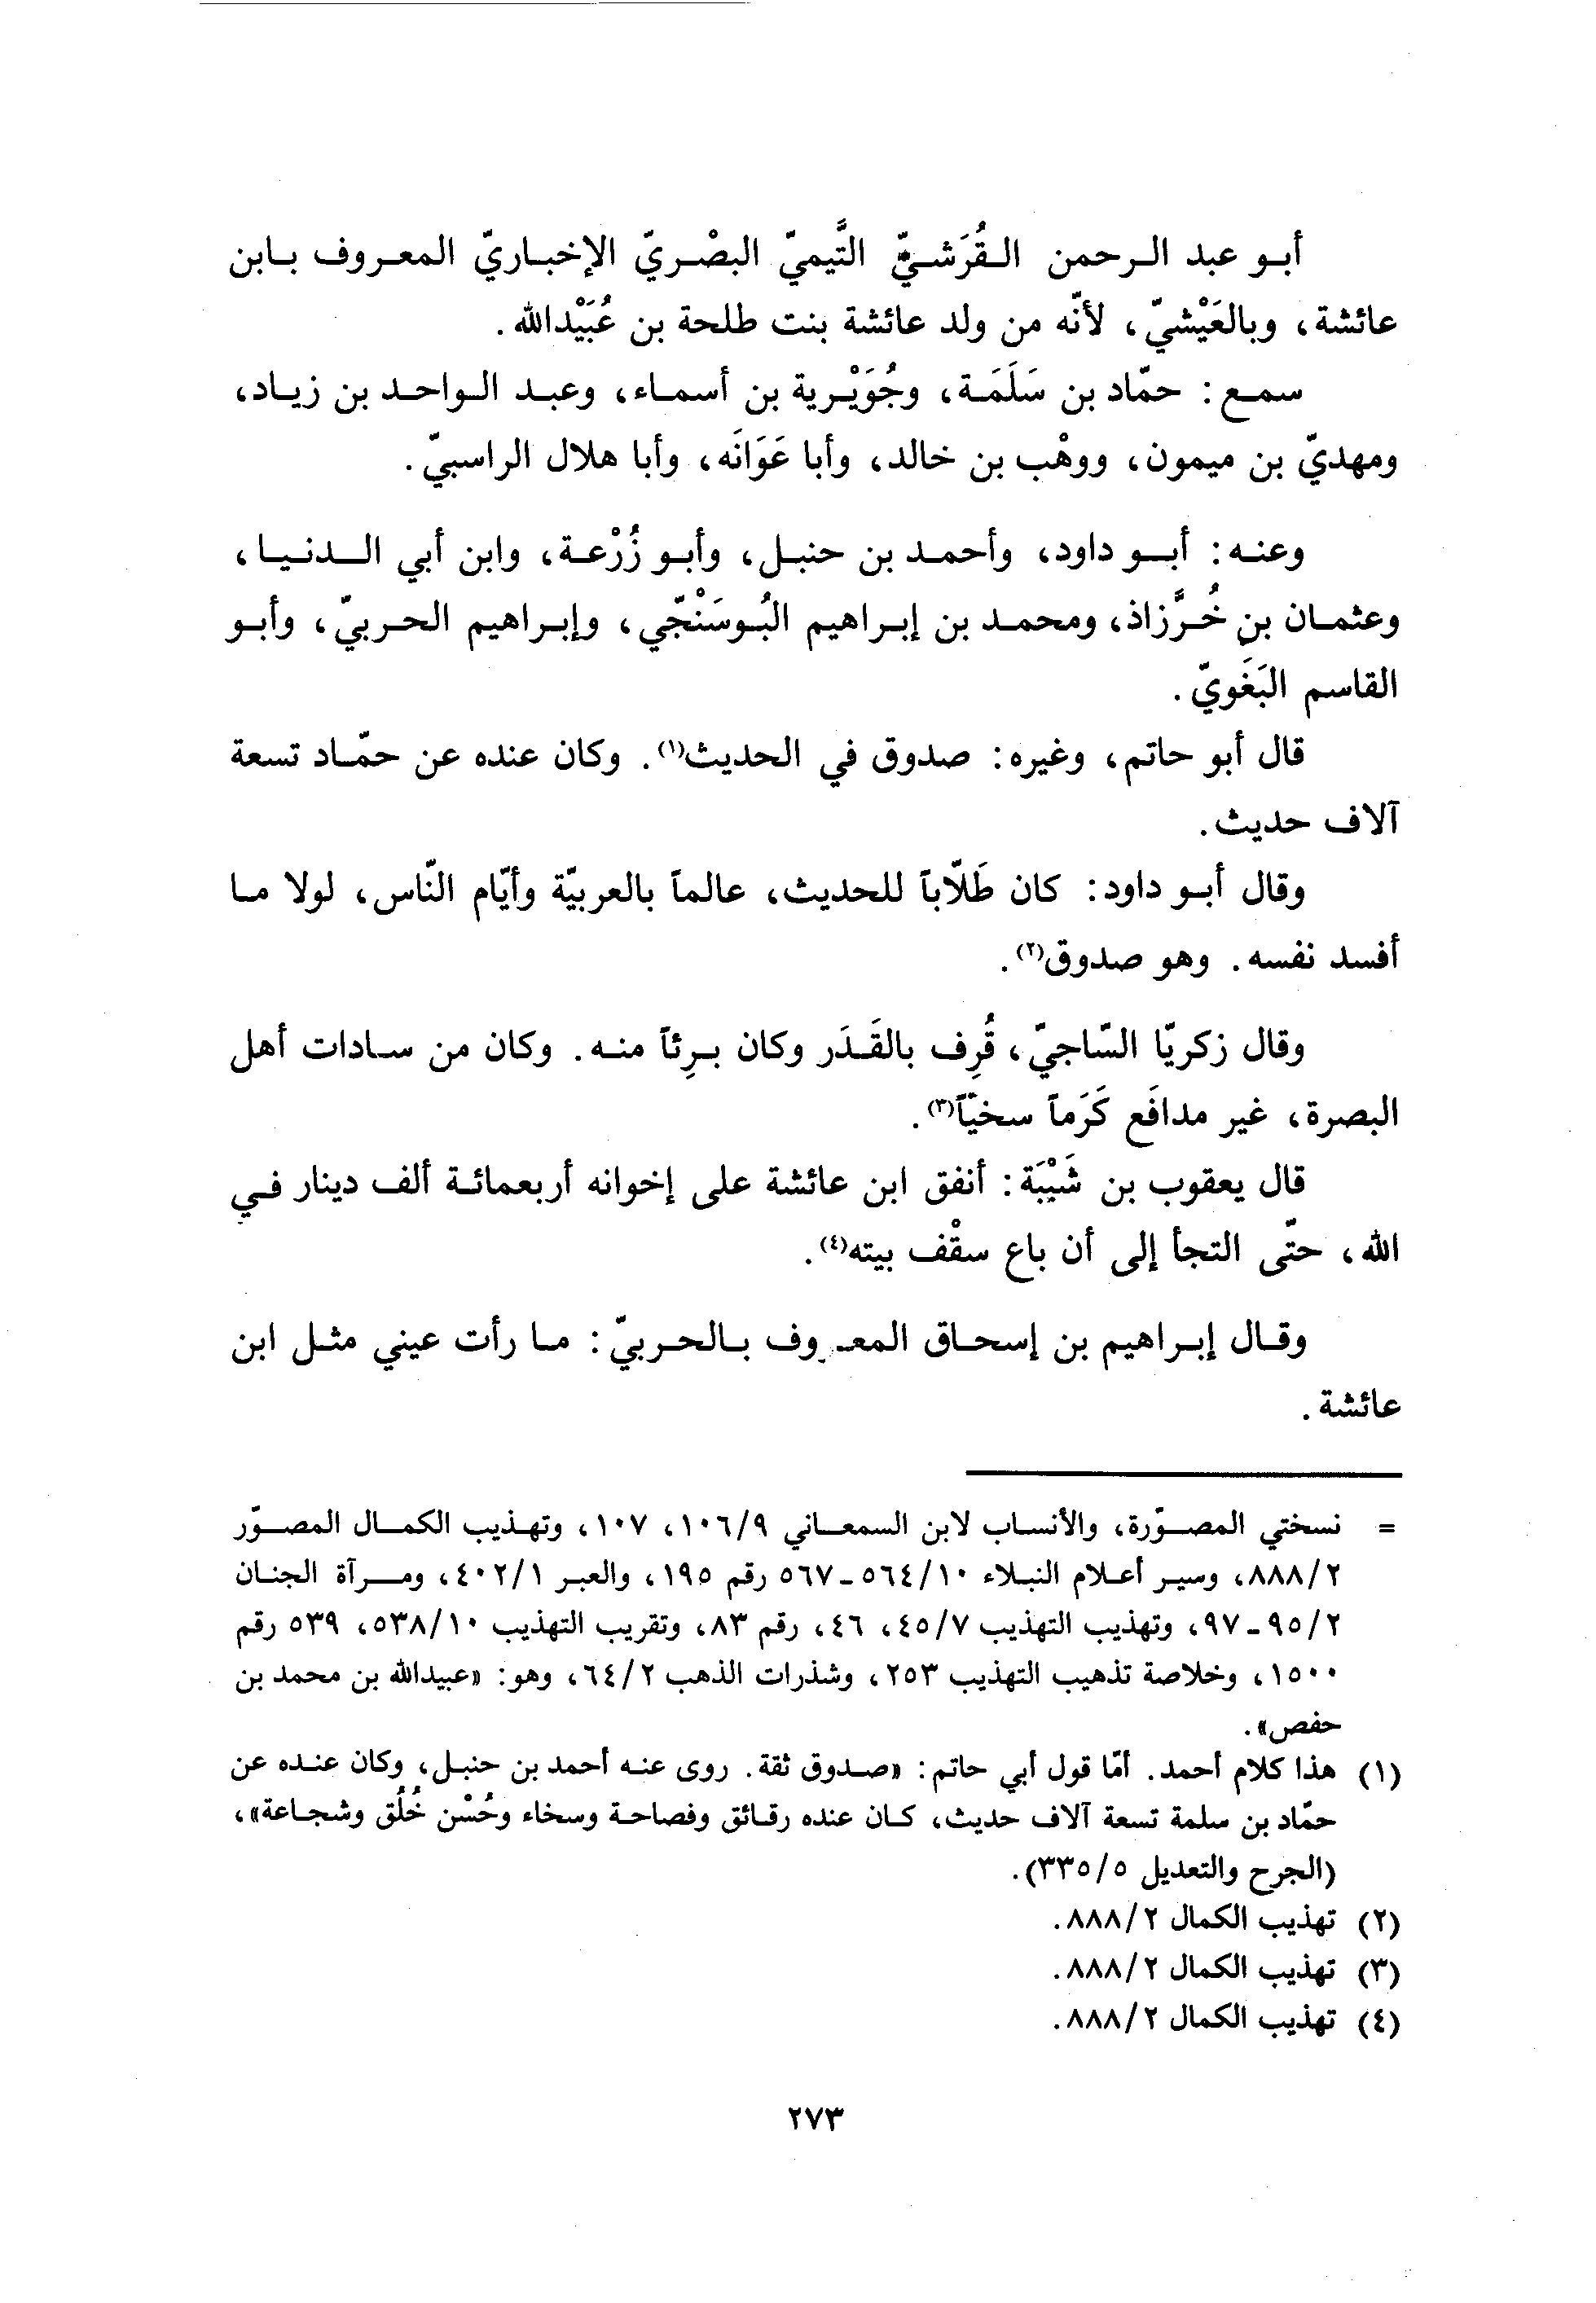 أبو عبد الرحمن القُرَشيّ التَّيميّ البصْريّ الإخباريّ المعروف بابن
عائشة، وبالعَيْشيّ، لأنّه من ولد عائشة بنت طلحة بن عُبَيْدالله.
سمع: حمّاد بن سَلَمَة، وجُوَيْرية بن أسماء، وعبد الواحد بن زياد،
ومهديّ بن ميمون، ووهْب بن خالد، وأبا عَوَانَه، وأبا هلال الراسبيّ.
وعنه: أبو داود، وأحمد بن حنبل، وأبو زُرْعة، وابن أبي الدنيا،
وعثمان بن خُرَّزاذ، ومحمد بن إبراهيم البُوسَنْجّي، وإبراهيم الحربيّ، وأبو
القاسم البَغَويّ.
قال أبو حاتم، وغيره: صدوق في الحديث(١). وكان عنده عن حمّاد تسعة
آلاف حديث.
وقال أبو داود: كان طَلّاباً للحديث، عالماً بالعربيّة وأيّام النّاس، لولا ما
أفسد نفسه. وهو صدوق(٢).
وقال زكريّا السّاجيّ، قُرِف بالقَدَر وكان برِئاً منه. وكان من سادات أهل
البصرة، غير مدافَع كَرَماً سخيّاً(٣).
قال يعقوب بن شَيْبَة: أنفق ابن عائشة على إخوانه أربعمائة ألف دينار في
الله، حتّى التجأ إلى أن باع سقْف بيته(٤).
وقال إبراهيم بن إسحاق المعروف بالحربيّ: ما رأت عيني مثل ابن
عائشة.
= نسختي المصوّرة، والأنساب لابن السمعاني ١٠٦/٩، ١٠٧، وتهذيب الكمال المصوّر
٨٨٨/٢، وسير أعلام النبلاء ٥٦٤/١٠ـ٥٦٧ رقم ١٩٥، والعبر ٤٠٢/١، ومرآة الجنان
٩٥/٢ـ٩٧، وتهذيب التهذيب ٤٥/٧، ٤٦، رقم ٨٣، وتقريب التهذيب ٥٣٨/١٠، ٥٣٩ رقم
١٥٠٠، وخلاصة تذهيب التهذيب ٢٥٣، وشذرات الذهب ٦٤/٢، وهو: «عبيدالله بن محمد بن
حفص».
(١) هذا كلام أحمد. أمّا قول أبي حاتم: «صدوق ثقة. روى عنه أحمد بن حنبل، وكان عنده عن
حمّاد بن سلمة تسعة آلاف حديث، كان عنده رقائق وفصاحة وسخاء وحُسْن خُلُق وشجاعة»،
(الجرح والتعديل ٣٣٥/٥).
(٢) تهذيب الكمال ٨٨٨/٢.
(٣) تهذيب الكمال ٨٨٨/٢.
(٤) تهذيب الكمال ٨٨٨/٢.
٢٧٣